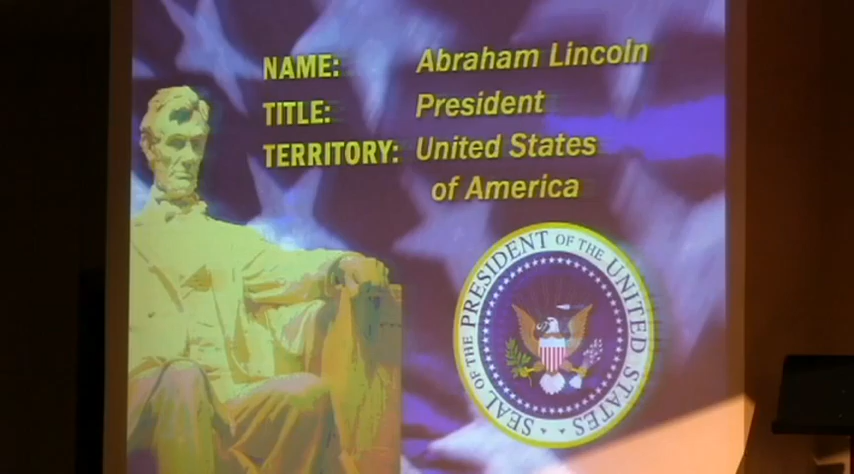 NAME: Abraham Lincoln
TITLE: President
TERRITORY: United States
of America
SEAL OF THE PRESIDENT OF THE UNITED STATES